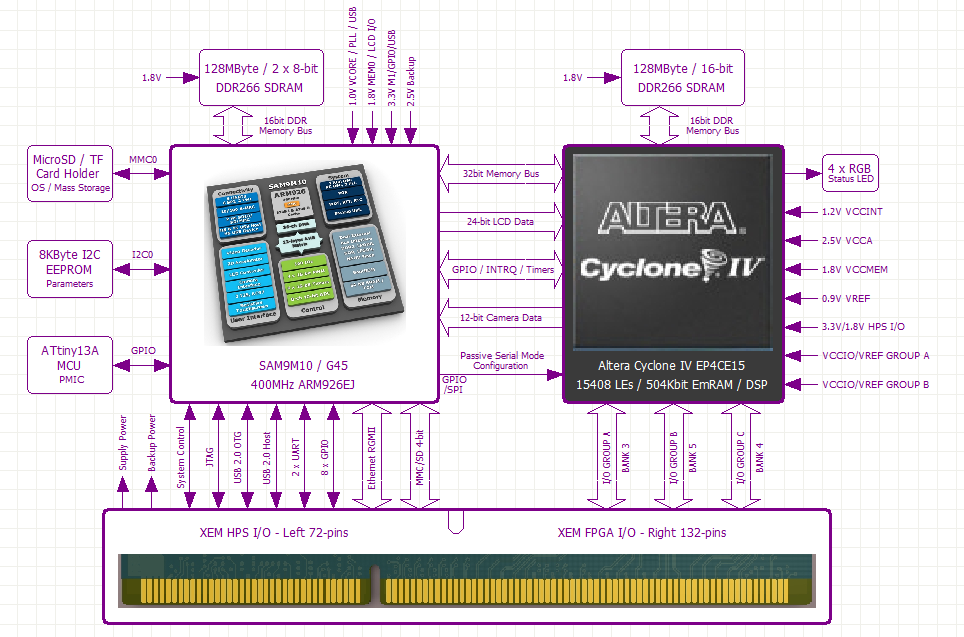 1.0V VCORE / PLL / USB
1.8V MEM0 / LCD I/O
3.3V M1/GPIO/USB
2.5V Backup
1.8V
128MByte / 2 x 8-bit
DDR266 SDRAM
16bit DDR
Memory Bus
1.8V
128MByte / 16-bit
DDR266 SDRAM
16bit DDR
Memory Bus
MicroSD / TF
Card Holder
OS / Mass Storage
MMC0
8KByte I2C
EEPROM
Parameters
I2C0
ATtiny13A
MCU
PMIC
GPIO
Connectivity
SAM9M10
ARM926
System
User Interface
Control
Memory
SAM9M10 / G45
400MHz ARM926EJ
32bit Memory Bus
24-bit LCD Data
GPIO / INTRQ / Timers
12-bit Camera Data
Passive Serial Mode
Configuration
GPIO
/SPI
ALTERA.
Cyclone IV
Altera Cyclone IV EP4CE15
15408 LEs / 504Kbit EmRAM / DSP
4 x RGB
Status LED
1.2V VCCINT
2.5V VCCA
1.8V VCCMEM
0.9V VREF
3.3V/1.8V HPS I/O
VCCIO/VREF GROUP A
VCCIO/VREF GROUP B
Supply Power
Backup Power
System Control
JTAG
USB 2.0 OTG
USB 2.0 Host
2 x UART
8 x GPIO
Ethernet RGMII
MMC/SD 4-bit
I/O GROUP A
BANK 3
I/O GROUP B
BANK 5
I/O GROUP C
BANK 4
XEM HPS I/O - Left 72-pins
XEM FPGA I/O - Right 132-pins